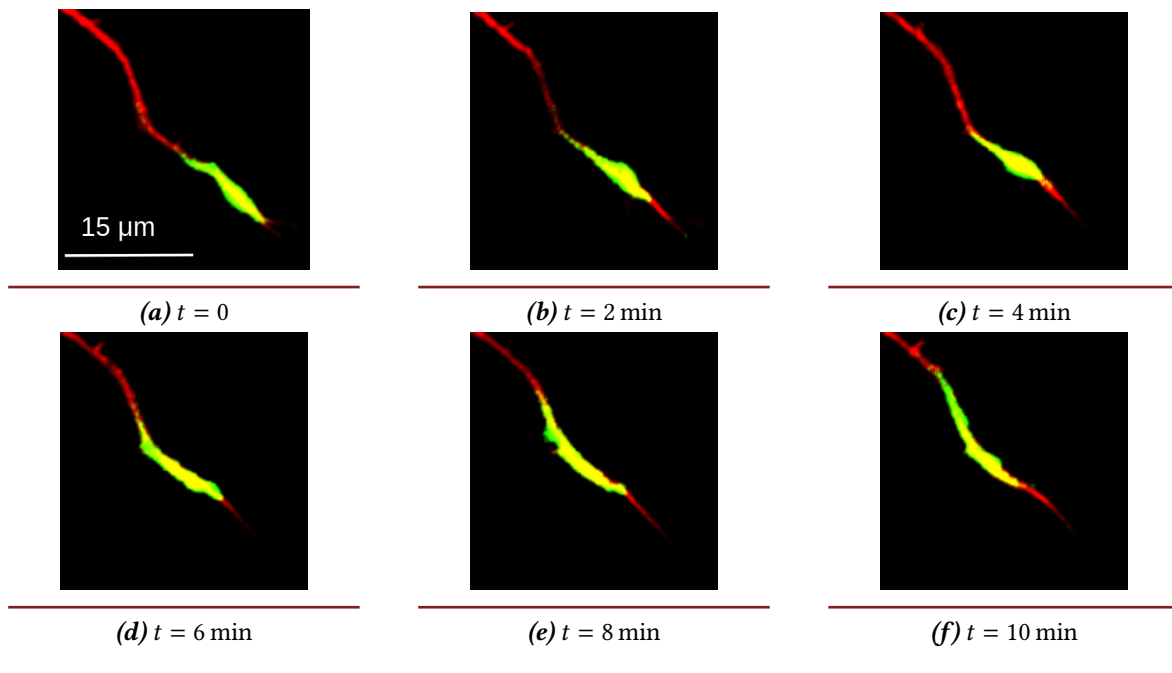 15 μm
(a) t = 0
(b) t = 2 min
(c) t = 4 min
(d) t = 6 min
(e) t = 8 min
(f) t = 10 min